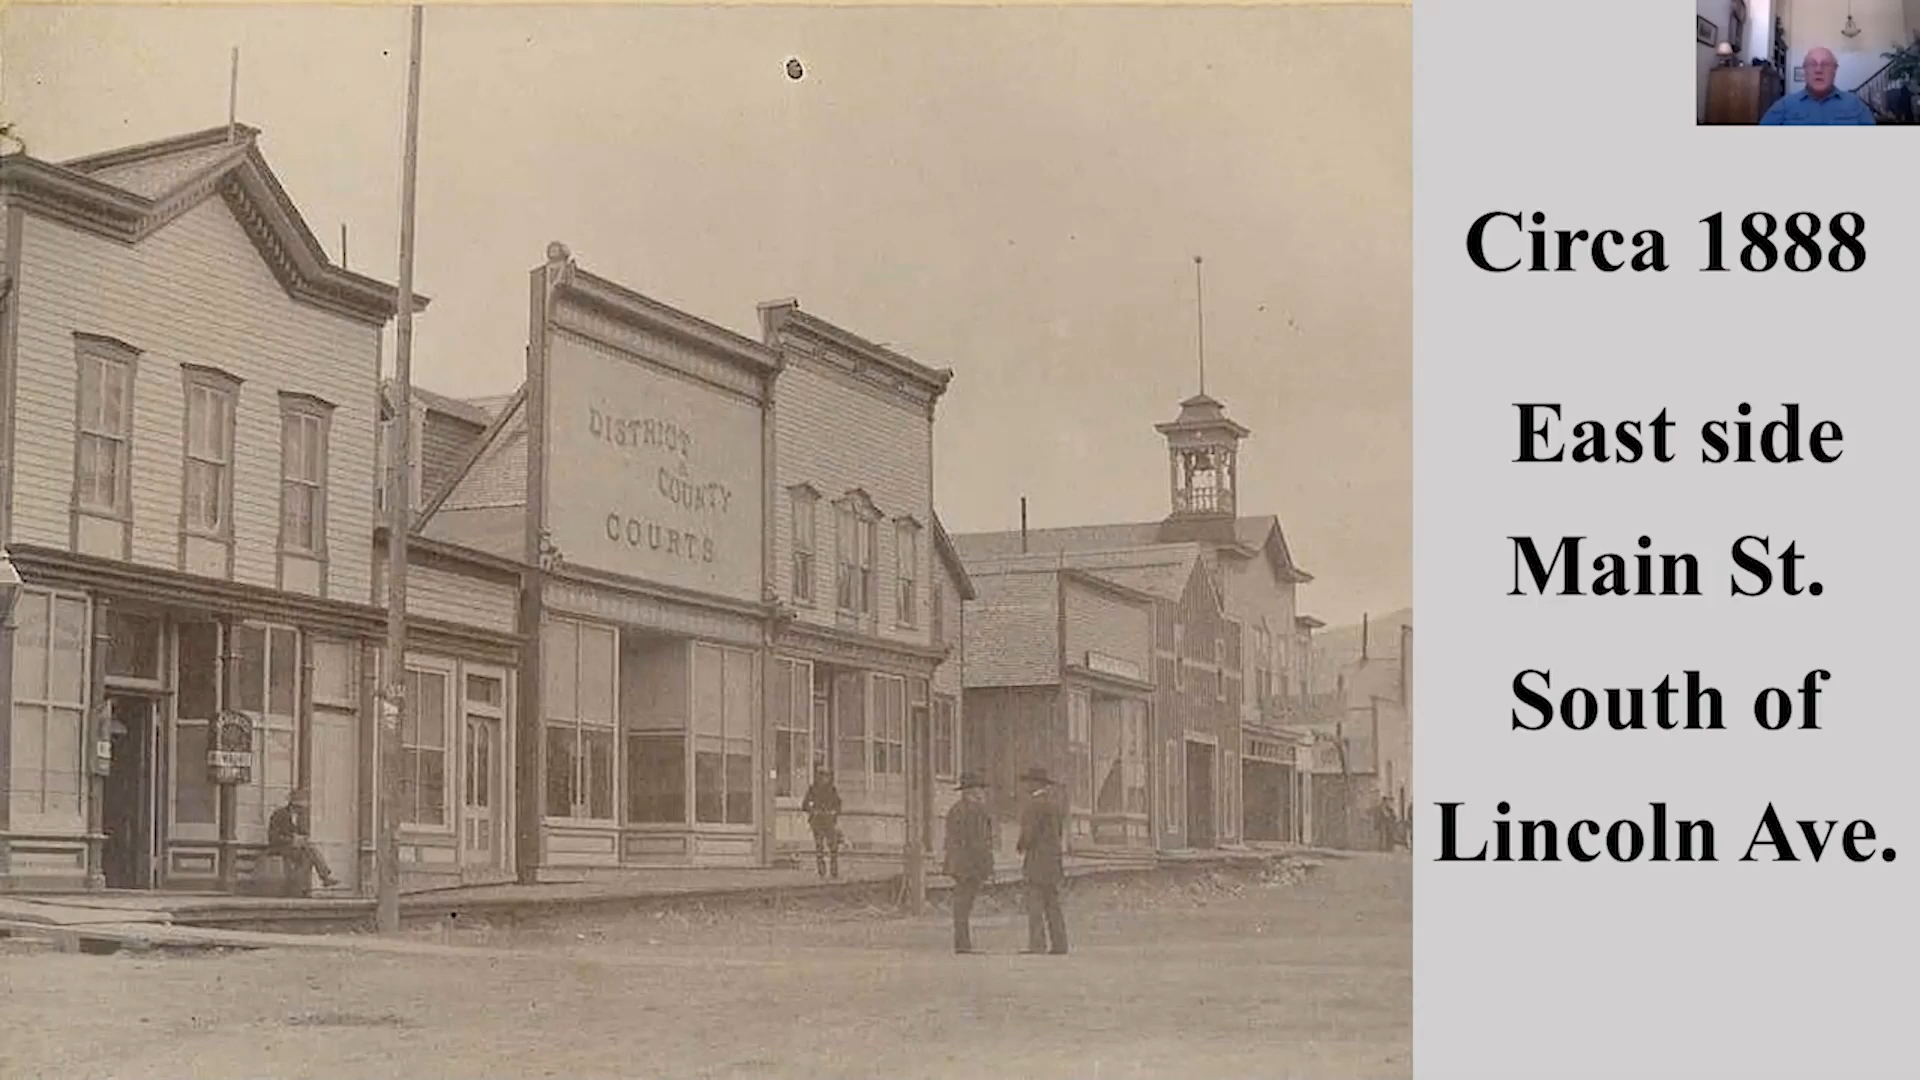 DISTRICT
&
COUNTY
COURTS
Circa 1888
East side
Main St.
South of
Lincoln Ave.